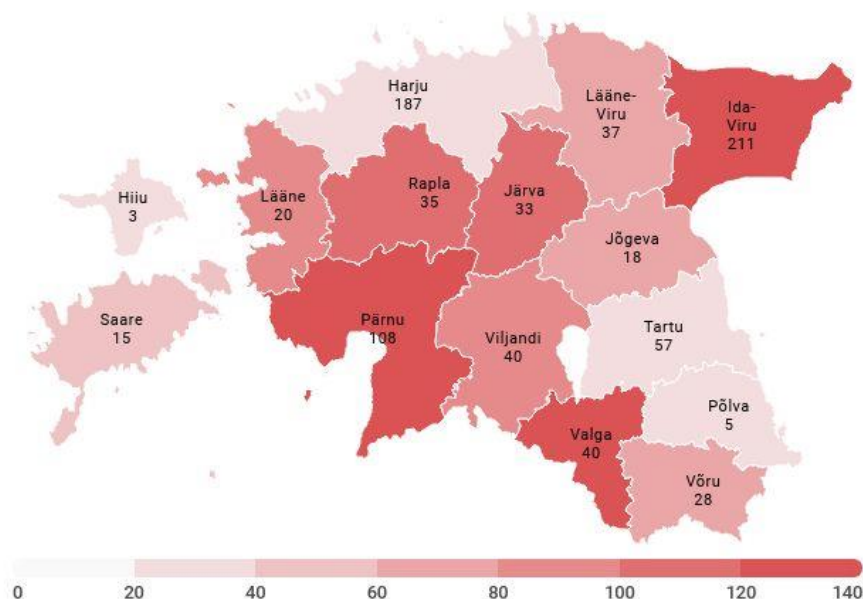 Harju
187
Lääne-
Viru
37
Ida-
Viru
211
Hiiu
3
Lääne
20
Rapla
35
Järva
33
Jõgeva
18
Saare
15
Pärnu
108
Viljandi
40
Tartu
57
Põlva
5
Valga
40
Võru
28
0 20 40 60 80 100 120 140